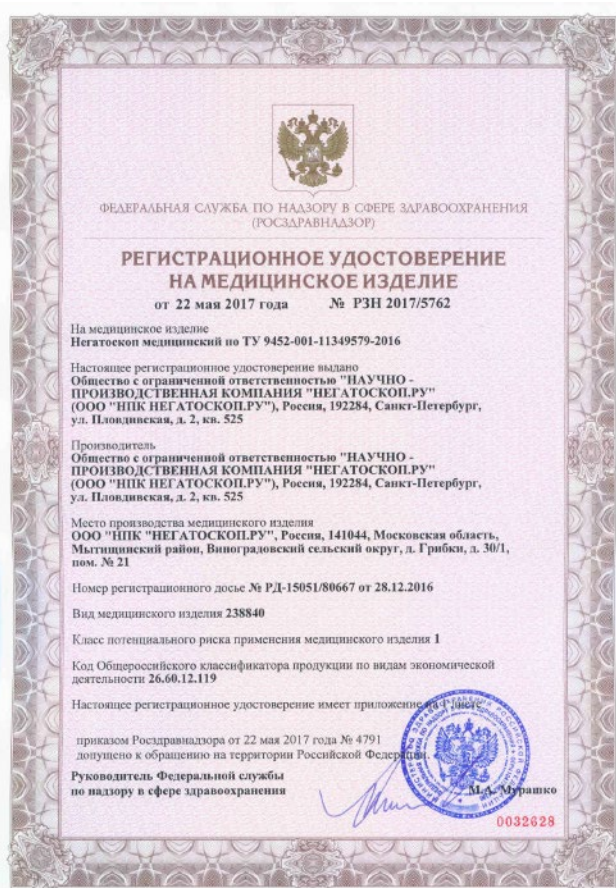 ФЕДЕРАЛЬНАЯ СЛУЖБА ПО НАДЗОРУ В СФЕРЕ ЗДРАВООХРАНЕНИЯ
(РОСЗДРАВНАДЗОР)
РЕГИСТРАЦИОННОЕ УДОСТОВЕРЕНИЕ
НА МЕДИЦИНСКОЕ ИЗДЕЛИЕ
от 22 мая 2017 года № РЗН 2017/5762
На медицинское изделие
Негатоскоп медицинский по ТУ 9452-001-11349579-2016
Настоящее регистрационное удостоверение выдано
Общество с ограниченной ответственностью "НАУЧНО -
ПРОИЗВОДСТВЕННАЯ КОМПАНИЯ "НЕГАТОСКОП.РУ"
(ООО "НПК НЕГАТОСКОП.РУ"), Россия, 192284, Санкт-Петербург,
ул. Пловдивская, д. 2, кв. 525
Производитель
Общество с ограниченной ответственностью "НАУЧНО -
ПРОИЗВОДСТВЕННАЯ КОМПАНИЯ "НЕГАТОСКОП.РУ"
(ООО "НПК НЕГАТОСКОП.РУ"), Россия, 192284, Санкт-Петербург,
ул. Пловдивская, д. 2, кв. 525
Место производства медицинского изделия
ООО "НПК "НЕГАТОСКОП.РУ", Россия, 141044, Московская область,
Мытищинский район, Виноградовский сельский округ, д. Грибки, д. 30/1,
пом. № 21
Номер регистрационного досье № РД-15051/80667 от 28.12.2016
Вид медицинского изделия 238840
Класс потенциального риска применения медицинского изделия 1
Код Общероссийского классификатора продукции по видам экономической
деятельности 26.60.12.119
Настоящее регистрационное удостоверение имеет приложение на 1 листе
приказом Росздравнадзора от 22 мая 2017 года № 4791
допущено к обращению на территории Российской Федерации.
Руководитель Федеральной службы
по надзору в сфере здравоохранения
М.А. Мурашко
0032628